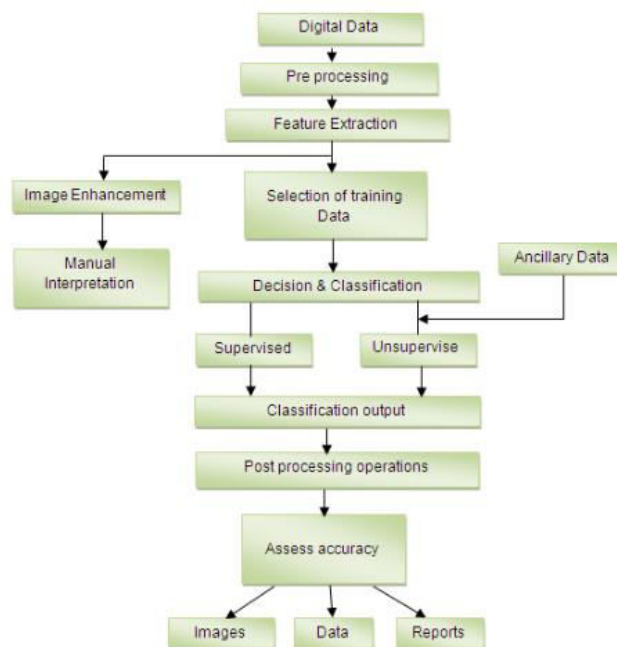 Digital Data
Pre processing
Feature Extraction
Image Enhancement
Selection of training
Data
Manual
Interpretation
Ancillary Data
Decision & Classification
Supervised
Unsupervise
Classification output
Post processing operations
Assess accuracy
Images
Data
Reports